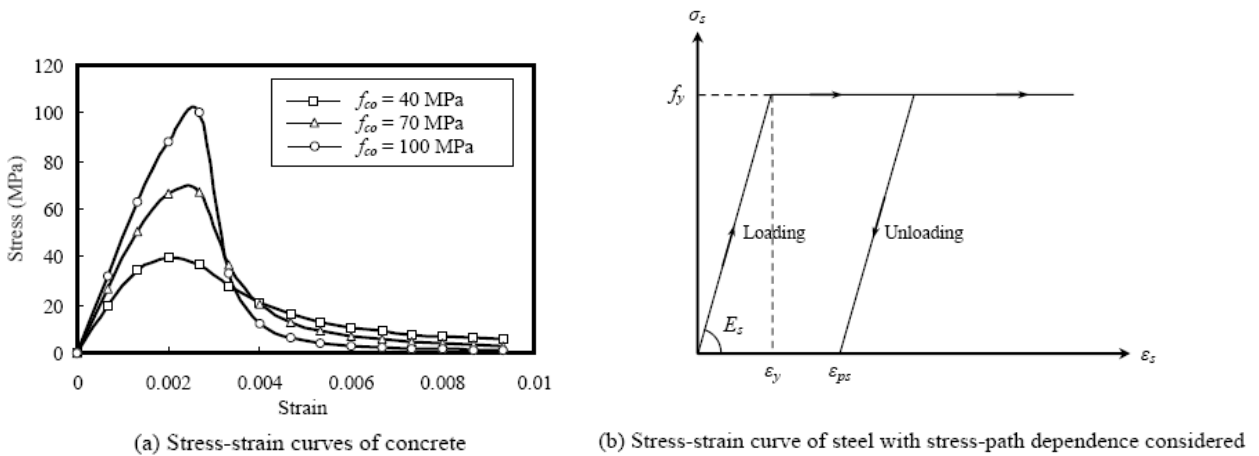 120
100
80
60
40
20
0
Stress (MPa)
f_co = 40 MPa
f_co = 70 MPa
f_co = 100 MPa
0 0.002 0.004 0.006 0.008 0.01
Strain
(a) Stress-strain curves of concrete
σ_s
f_y
Loading
Unloading
E_s
ε_y
ε_ps
ε_s
(b) Stress-strain curve of steel with stress-path dependence considered